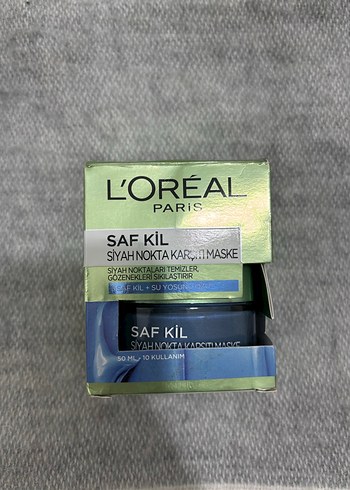 L'ORÉAL
PARIS
SAF KİL
SİYAH NOKTA KARŞITI MASKE
SİYAH NOKTALARI TEMİZLER,
GÖZENEKLERİ SIKILAŞTIRIR
SAF KİL + SU YOSUNU
SAF KİL
SİYAH NOKTA KARŞITI MASKE
50 ML - 10 KULLANIM